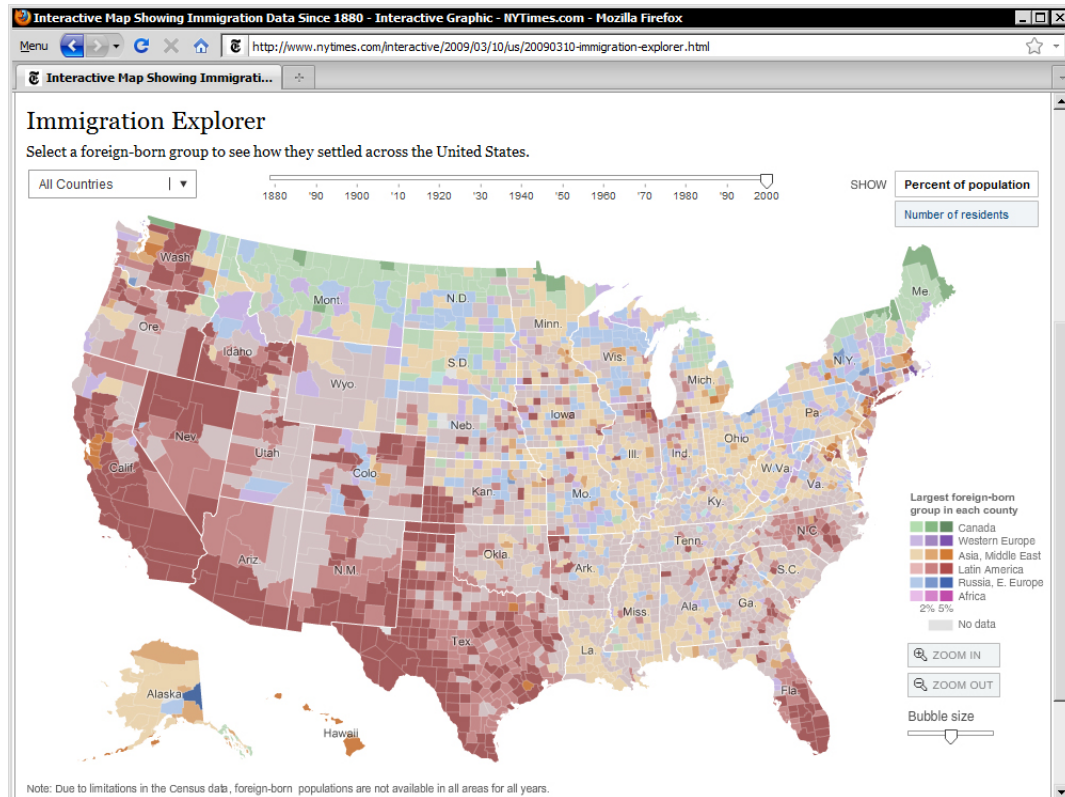 Interactive Map Showing Immigration Data Since 1880 - Interactive Graphic - NYTimes.com - Mozilla Firefox
Menu http://www.nytimes.com/interactive/2009/03/10/us/20090310-immigration-explorer.html
Interactive Map Showing Immigrati...
Immigration Explorer
Select a foreign-born group to see how they settled across the United States.
All Countries
1880 '90 1900 '10 1920 '30 1940 '50 1960 '70 1980 '90 2000
SHOW Percent of population
Number of residents
Wash
Mont.
N.D.
Minn.
Me
Ore
Idaho
S.D.
Wis.
Mich.
N.Y.
Wyo
Iowa
Pa.
Neb.
Nev.
Utah
Colo
Ill.
Ind.
Ohio
Calif.
Kan.
Mo.
W.Va.
Va.
Ky.
Ariz.
N.M.
Okla.
Tenn.
N.C.
Ark.
S.C.
Miss.
Ala
Ga.
Tex
La.
Fla.
Alaska
Hawaii
Largest foreign-born
group in each county
Canada
Western Europe
Asia, Middle East
Latin America
Russia, E. Europe
Africa
2% 5%
No data
ZOOM IN
ZOOM OUT
Bubble size
Note: Due to limitations in the Census data, foreign-born populations are not available in all areas for all years.